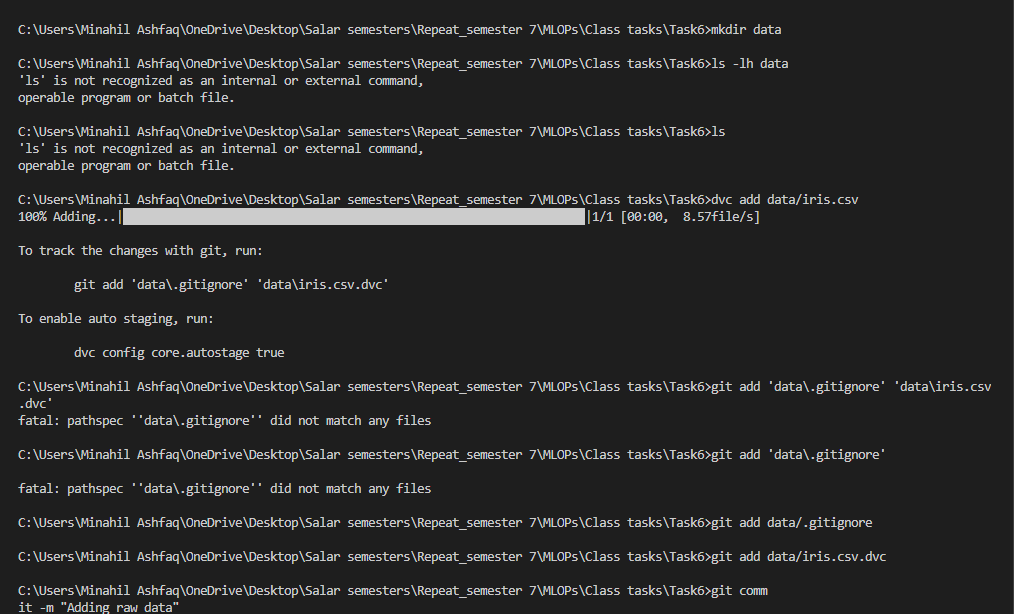 C:\Users\Minahil Ashfaq\OneDrive\Desktop\Salar semesters\Repeat_semester 7\MLOPs\Class tasks\Task6>mkdir data
C:\Users\Minahil Ashfaq\OneDrive\Desktop\Salar semesters\Repeat_semester 7\MLOPs\Class tasks\Task6>ls -lh data
'ls' is not recognized as an internal or external command,
operable program or batch file.
C:\Users\Minahil Ashfaq\OneDrive\Desktop\Salar semesters\Repeat_semester 7\MLOPs\Class tasks\Task6>ls
'ls' is not recognized as an internal or external command,
operable program or batch file.
C:\Users\Minahil Ashfaq\OneDrive\Desktop\Salar semesters\Repeat_semester 7\MLOPs\Class tasks\Task6>dvc add data/iris.csv
100% Adding...| |1/1 [00:00,  8.57file/s]
To track the changes with git, run:
git add 'data\.gitignore' 'data\iris.csv.dvc'
To enable auto staging, run:
dvc config core.autostage true
C:\Users\Minahil Ashfaq\OneDrive\Desktop\Salar semesters\Repeat_semester 7\MLOPs\Class tasks\Task6>git add 'data\.gitignore' 'data\iris.csv
.dvc'
fatal: pathspec ''data\.gitignore'' did not match any files
C:\Users\Minahil Ashfaq\OneDrive\Desktop\Salar semesters\Repeat_semester 7\MLOPs\Class tasks\Task6>git add 'data\.gitignore'
fatal: pathspec ''data\.gitignore'' did not match any files
C:\Users\Minahil Ashfaq\OneDrive\Desktop\Salar semesters\Repeat_semester 7\MLOPs\Class tasks\Task6>git add data/.gitignore
C:\Users\Minahil Ashfaq\OneDrive\Desktop\Salar semesters\Repeat_semester 7\MLOPs\Class tasks\Task6>git add data/iris.csv.dvc
C:\Users\Minahil Ashfaq\OneDrive\Desktop\Salar semesters\Repeat_semester 7\MLOPs\Class tasks\Task6>git comm
it -m "Adding raw data"